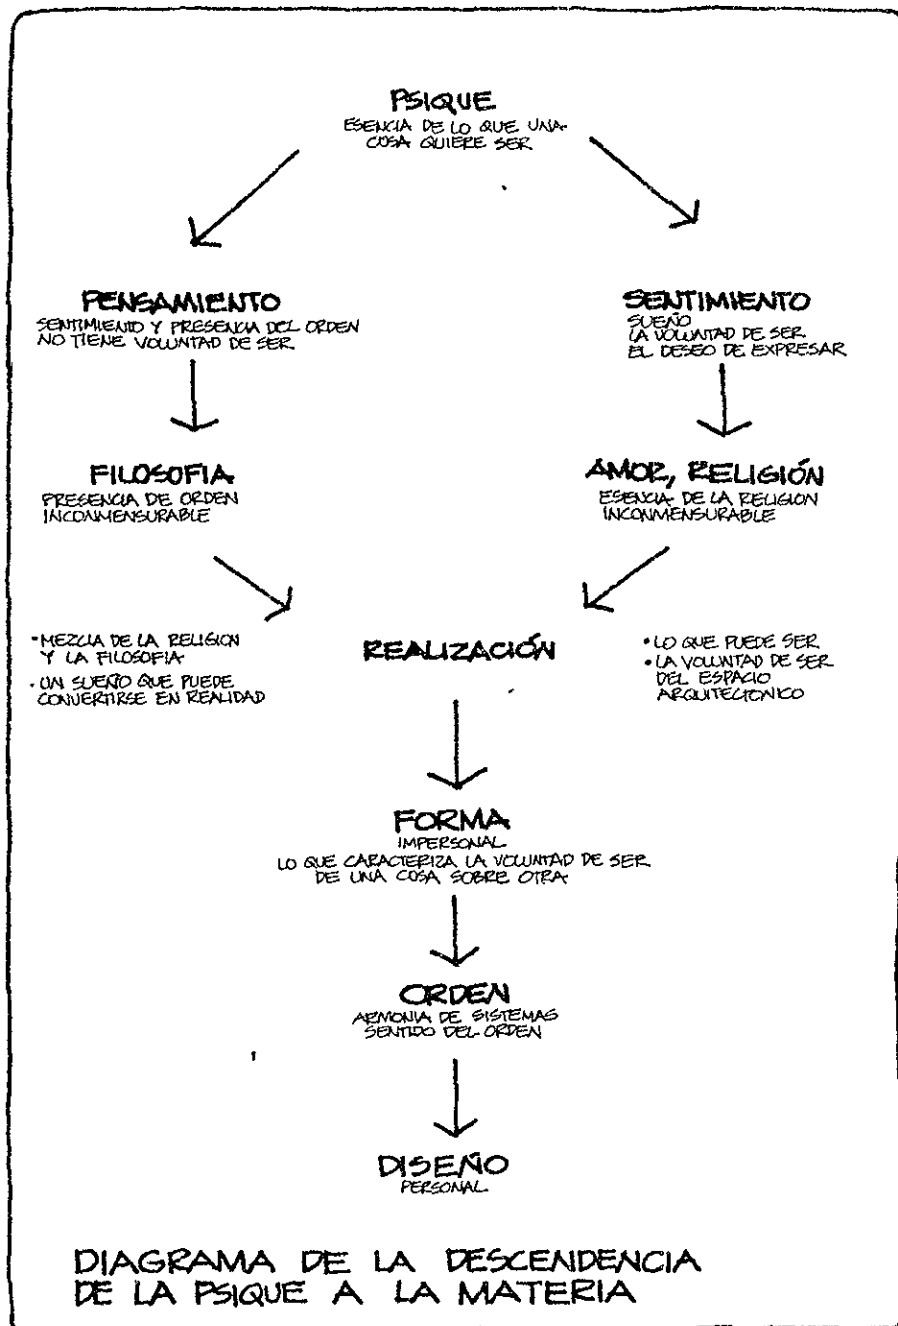 PSIQUE
ESENCIA DE LO QUE UNA
COSA QUIERE SER
PENSAMIENTO
SENTIMIENTO Y PRESENCIA DEL ORDEN
NO TIENE VOLUNTAD DE SER
SENTIMIENTO
SUEÑO
LA VOLUNTAD DE SER
EL DESEO DE EXPRESAR
FILOSOFIA
PRESENCIA DE ORDEN
INCONMENSURABLE
AMOR, RELIGIÓN
ESENCIA DE LA RELIGION
INCONMENSURABLE
• MEZCLA DE LA RELIGION
Y LA FILOSOFIA
• UN SUEÑO QUE PUEDE
CONVERTIRSE EN REALIDAD
REALIZACIÓN
• LO QUE PUEDE SER
• LA VOLUNTAD DE SER
DEL ESPACIO
ARQUITECTONICO
FORMA
IMPERSONAL
LO QUE CARACTERIZA LA VOLUNTAD DE SER
DE UNA COSA SOBRE OTRA
ORDEN
ARMONIA DE SISTEMAS
SENTIDO DEL ORDEN
DISEÑO
PERSONAL
DIAGRAMA DE LA DESCENDENCIA
DE LA PSIQUE A LA MATERIA